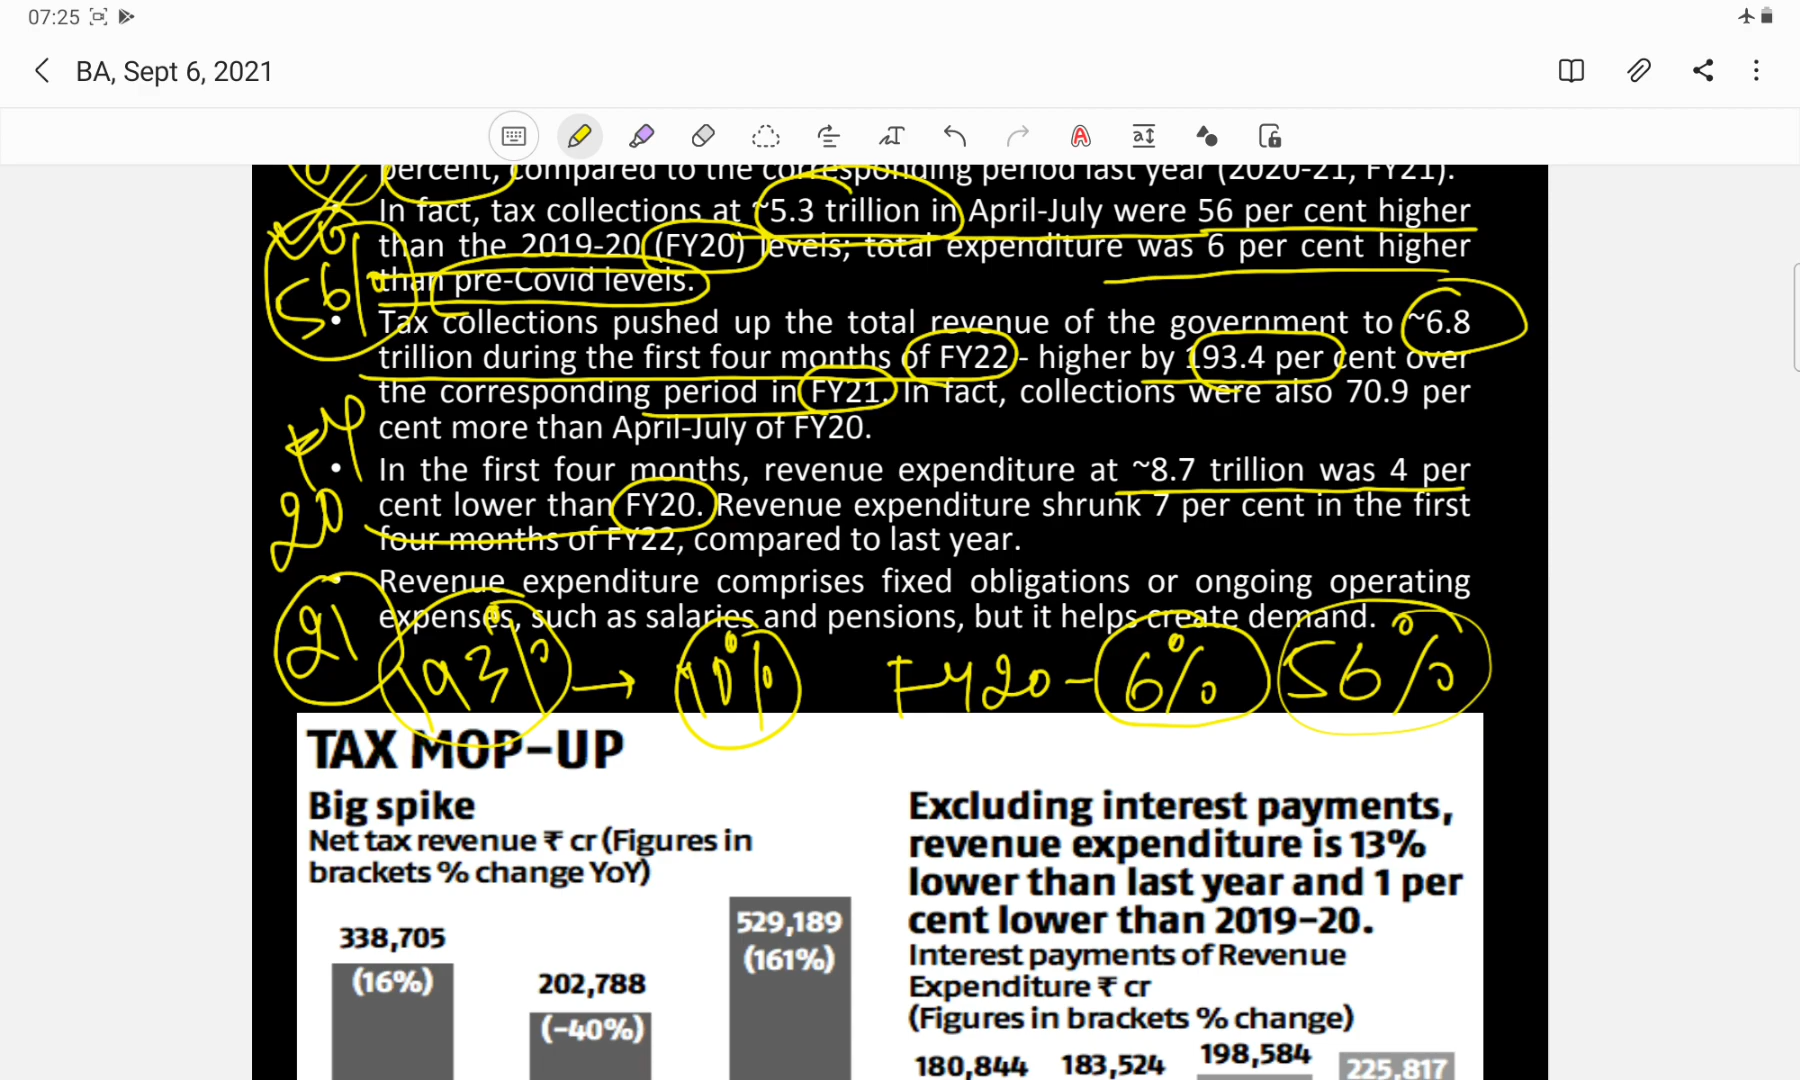 07:25
BA, Sept 6, 2021
percent, compared to the corresponding period last year (2020-21, FY21).
In fact, tax collections at ~5.3 trillion in April-July were 56 per cent higher
than the 2019-20 (FY20) levels; total expenditure was 6 per cent higher
than pre-Covid levels.
56%
• Tax collections pushed up the total revenue of the government to ~6.8
trillion during the first four months of FY22 - higher by 193.4 per cent over
the corresponding period in FY21. In fact, collections were also 70.9 per
cent more than April-July of FY20.
FY
• In the first four months, revenue expenditure at ~8.7 trillion was 4 per
cent lower than FY20. Revenue expenditure shrunk 7 per cent in the first
20
four months of FY22, compared to last year.
• Revenue expenditure comprises fixed obligations or ongoing operating
expenses, such as salaries and pensions, but it helps create demand.
21 193% → 10% FY20 - 6% 56%
TAX MOP-UP
Big spike
Net tax revenue ₹ cr (Figures in
brackets % change YoY)
338,705
(16%)
202,788
(-40%)
529,189
(161%)
Excluding interest payments,
revenue expenditure is 13%
lower than last year and 1 per
cent lower than 2019-20.
Interest payments of Revenue
Expenditure ₹ cr
(Figures in brackets % change)
180,844 183,524 198,584 225,817